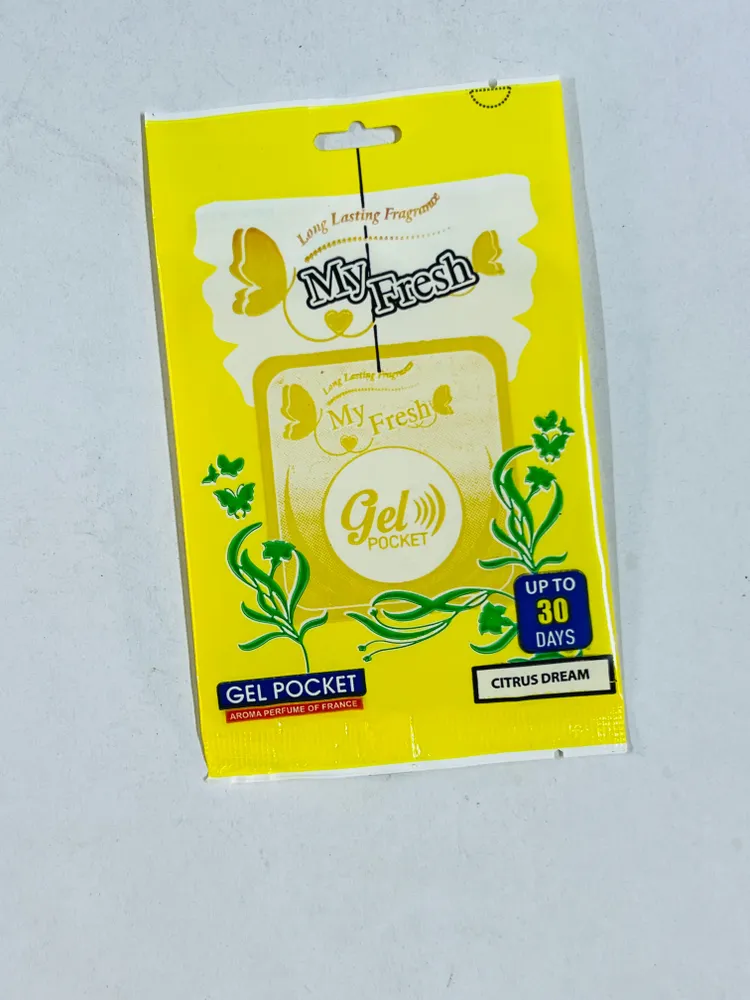 Long Lasting Fragrance
My Fresh
Long Lasting Fragrance
My Fresh
Gel
POCKET
UP TO
30
DAYS
GEL POCKET
AROMA PERFUME OF FRANCE
CITRUS DREAM